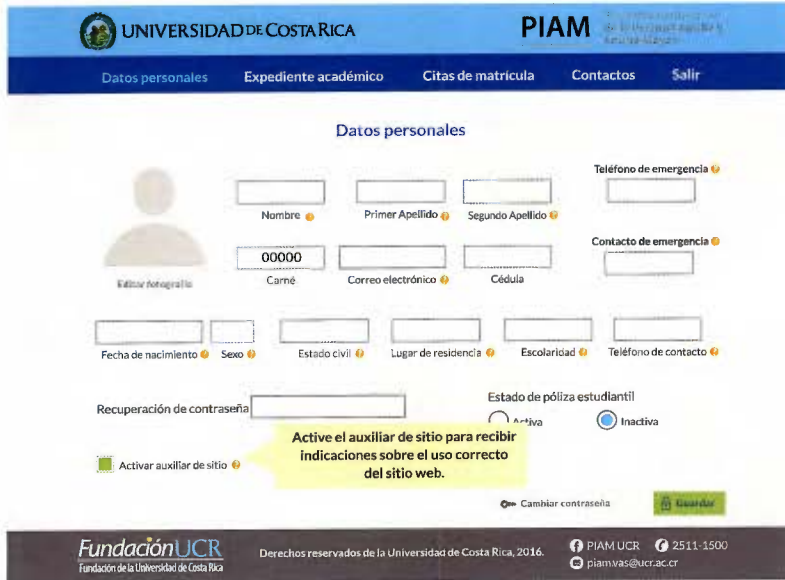 UNIVERSIDAD DE COSTA RICA
PIAM
Datos personales Expediente académico Citas de matrícula Contactos Salir
Datos personales
Teléfono de emergencia
Nombre Primer Apellido Segundo Apellido
Contacto de emergencia
00000
Editar fotografía Carné Correo electrónico Cédula
Fecha de nacimiento Sexo Estado civil Lugar de residencia Escolaridad Teléfono de contacto
Estado de póliza estudiantil
Recuperación de contraseña
Activa Inactiva
Active el auxiliar de sitio para recibir
indicaciones sobre el uso correcto
del sitio web.
Activar auxiliar de sitio
Cambiar contraseña Guardar
FundaciónUCR
Fundación de la Universidad de Costa Rica
Derechos reservados de la Universidad de Costa Rica, 2016.
PIAM UCR 2511-1500
piam.vas@ucr.ac.cr